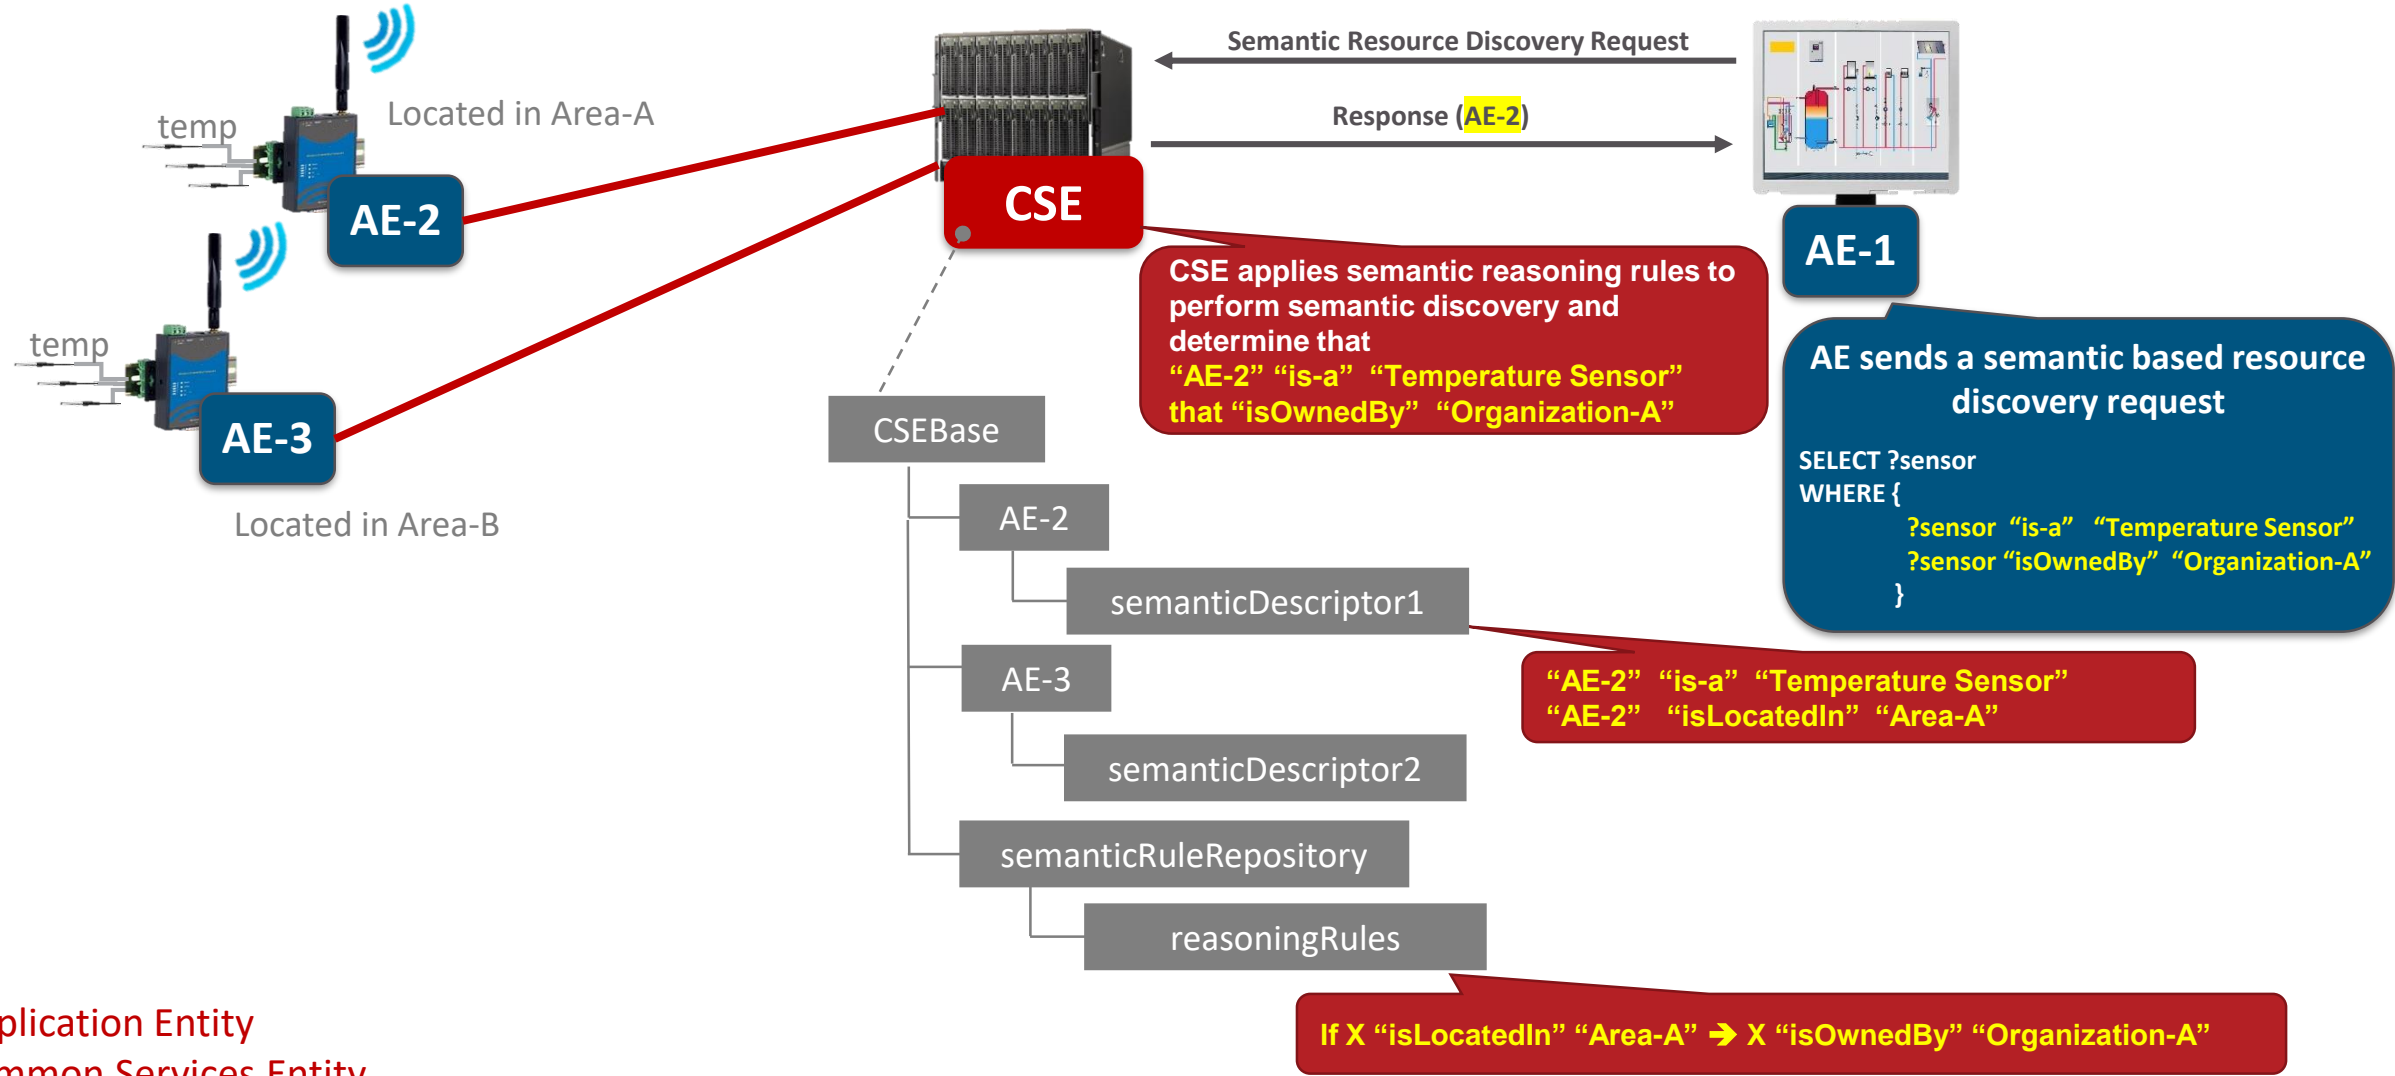 temp
Located in Area-A
AE-2
temp
AE-3
Located in Area-B
CSE
Semantic Resource Discovery Request
Response (AE-2)
AE-1
CSE applies semantic reasoning rules to
perform semantic discovery and
determine that
“AE-2” “is-a” “Temperature Sensor”
that “isOwnedBy” “Organization-A”
AE sends a semantic based resource
discovery request
SELECT ?sensor
WHERE {
?sensor “is-a” “Temperature Sensor”
?sensor “isOwnedBy” “Organization-A”
}
CSEBase
AE-2
semanticDescriptor1
“AE-2” “is-a” “Temperature Sensor”
“AE-2” “isLocatedIn” “Area-A”
AE-3
semanticDescriptor2
semanticRuleRepository
reasoningRules
If X “isLocatedIn” “Area-A” ➔ X “isOwnedBy” “Organization-A”
plication Entity
mmon Services Entity